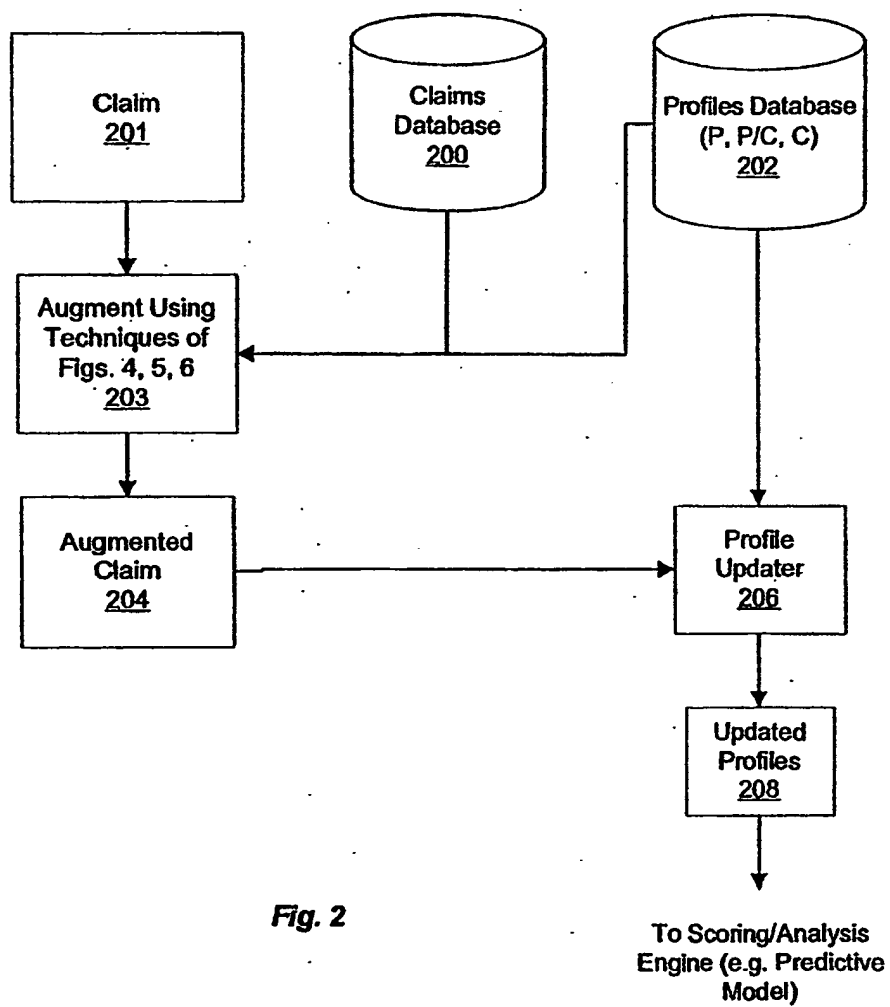 Claim
201
Claims
Database
200
Profiles Database
(P, P/C, C)
202
Augment Using
Techniques of
Figs. 4, 5, 6
203
Augmented
Claim
204
Profile
Updater
206
Updated
Profiles
208
Fig. 2
To Scoring/Analysis
Engine (e.g. Predictive
Model)